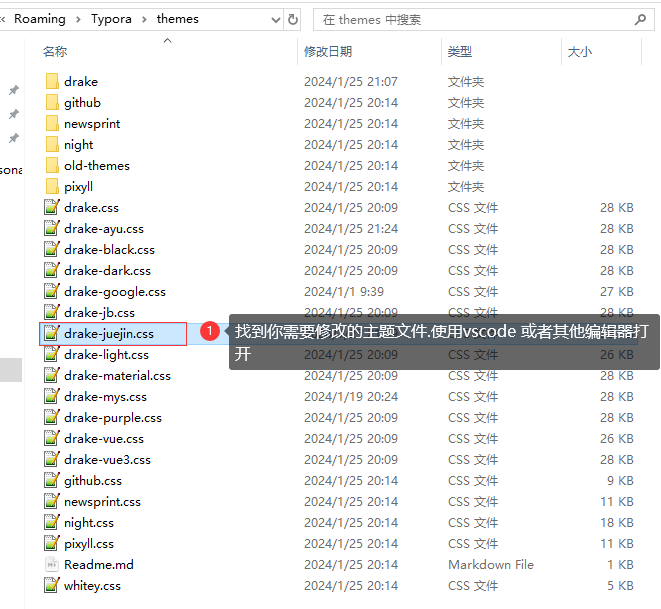 « Roaming › Typora › themes
在 themes 中搜索
名称 修改日期 类型 大小
drake 2024/1/25 21:07 文件夹
github 2024/1/25 20:14 文件夹
newsprint 2024/1/25 20:14 文件夹
night 2024/1/25 20:14 文件夹
old-themes 2024/1/25 20:14 文件夹
pixyll 2024/1/25 20:14 文件夹
sona
drake.css 2024/1/25 20:09 CSS 文件 28 KB
drake-ayu.css 2024/1/25 21:24 CSS 文件 28 KB
drake-black.css 2024/1/25 20:09 CSS 文件 28 KB
drake-dark.css 2024/1/25 20:09 CSS 文件 28 KB
drake-google.css 2024/1/1 9:39 CSS 文件 27 KB
drake-jb.css 2024/1/25 20:09 CSS 文件 28 KB
drake-juejin.css
1
找到你需要修改的主题文件.使用vscode 或者其他编辑器打
开
drake-light.css 2024/1/25 20:09 CSS 文件 26 KB
drake-material.css 2024/1/25 20:09 CSS 文件 28 KB
drake-mys.css 2024/1/19 20:24 CSS 文件 28 KB
drake-purple.css 2024/1/25 20:09 CSS 文件 28 KB
drake-vue.css 2024/1/25 20:09 CSS 文件 26 KB
drake-vue3.css 2024/1/25 20:09 CSS 文件 28 KB
github.css 2024/1/25 20:14 CSS 文件 9 KB
newsprint.css 2024/1/25 20:14 CSS 文件 11 KB
night.css 2024/1/25 20:14 CSS 文件 18 KB
pixyll.css 2024/1/25 20:14 CSS 文件 11 KB
Readme.md 2024/1/25 20:14 Markdown File 1 KB
whitey.css 2024/1/25 20:14 CSS 文件 5 KB